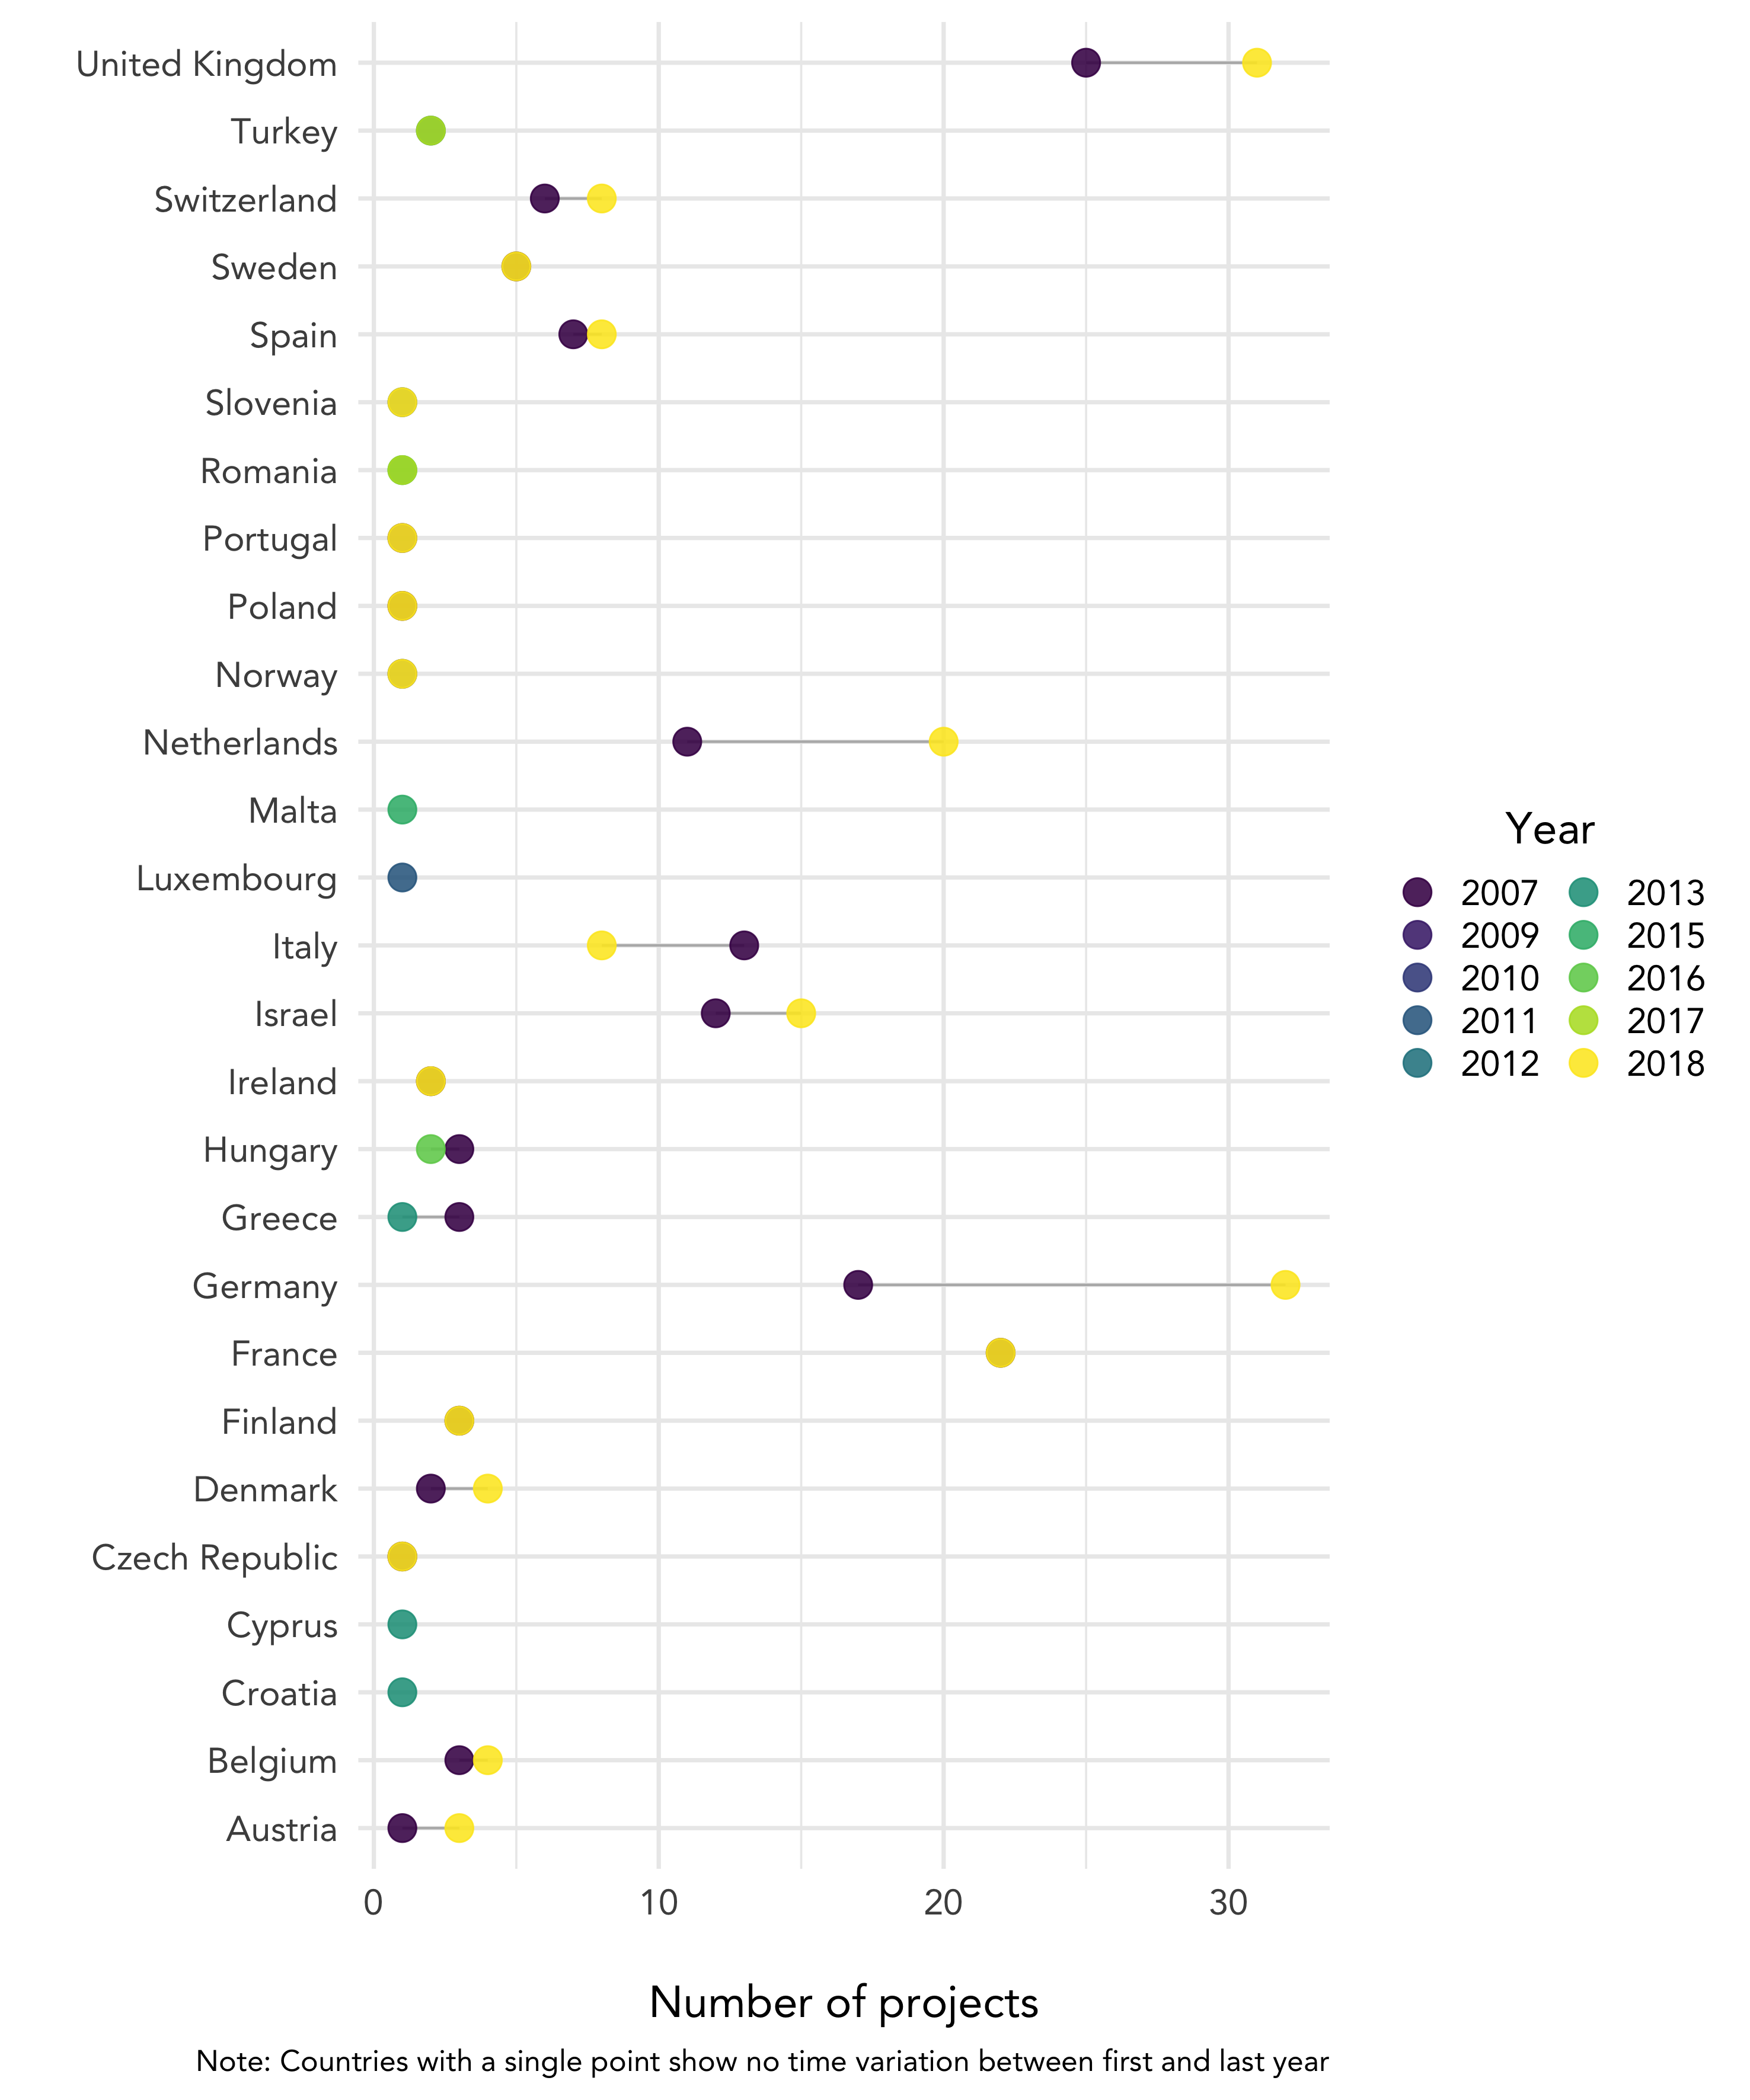 United Kingdom
Turkey
Switzerland
Sweden
Spain
Slovenia
Romania
Portugal
Poland
Norway
Netherlands
Malta
Luxembourg
Italy
Israel
Ireland
Hungary
Greece
Germany
France
Finland
Denmark
Czech Republic
Cyprus
Croatia
Belgium
Austria
0 10 20 30
Number of projects
Note: Countries with a single point show no time variation between first and last year
Year
2007 2013
2009 2015
2010 2016
2011 2017
2012 2018